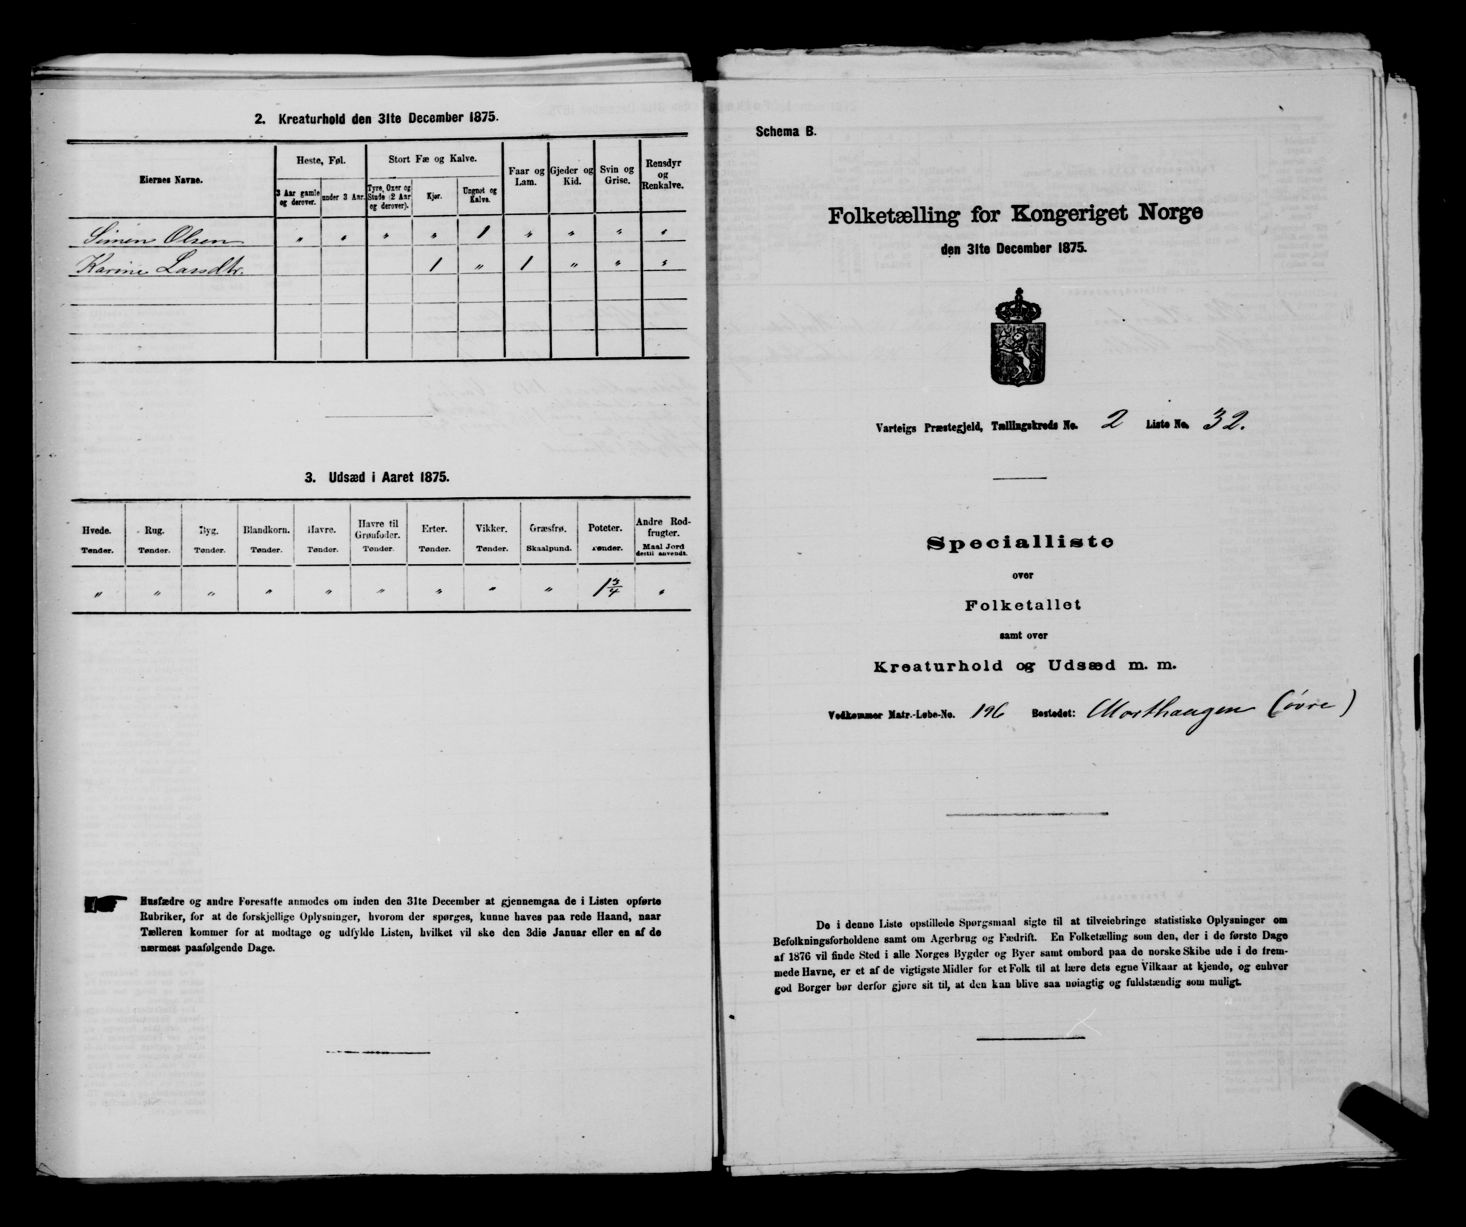 2. Kreaturhold den 31te December 1875.
Eiernes Navne.
Heste, Føl.
Stort Fæ og Kalve.
Faar og Lam.
Gjeder og Kid.
Svin og Grise.
Rensdyr og Renkalve.
3 Aar gamle og derover.
under 3 Aar.
Tyre, Oxer og Stude (2 Aar og derover).
Kjør.
Ungnøt og Kalve.
Simen Olsen " " " " 1 " " " "
Karine Larsdtr. 1 " 1 " " "
3. Udsæd i Aaret 1875.
Hvede. Rug. Byg. Blandkorn. Havre. Havre til Grønfoder. Erter. Vikker. Græsfrø. Poteter. Andre Rodfrugter.
Tønder. Tønder. Tønder. Tønder. Tønder. Tønder. Tønder. Tønder. Skaalpund. Tønder. Maal Jord dertil anvendt.
" " " " " " " " " 1 3/4 "
Husfædre og andre Foresatte anmodes om inden den 31te December at gjennemgaa de i Listen opførte
Rubriker, for at de forskjellige Oplysninger, hvorom der spørges, kunne haves paa rede Haand, naar
Tælleren kommer for at modtage og udfylde Listen, hvilket vil ske den 3die Januar eller en af de
nærmest paafølgende Dage.
Schema B.
Folketælling for Kongeriget Norge
den 31te December 1875.
Varteigs Præstegjeld, Tællingskreds No. 2 Liste No. 32.
Specialliste
over
Folketallet
samt over
Kreaturhold og Udsæd m. m.
Vedkommer Matr.-Løbe-No. 196 Bostedet: Morthaugen (øvre)
De i denne Liste opstillede Spørgsmaal sigte til at tilveiebringe statistiske Oplysninger om
Befolkningsforholdene samt om Agerbrug og Fædrift. En Folketælling som den, der i de første Dage
af 1876 vil finde Sted i alle Norges Bygder og Byer samt ombord paa de norske Skibe ude i de frem-
mede Havne, er et af de vigtigste Midler for et Folk til at lære dets egne Vilkaar at kjende, og enhver
god Borger bør derfor gjøre sit til, at den kan blive saa nøiagtig og fuldstændig som muligt.